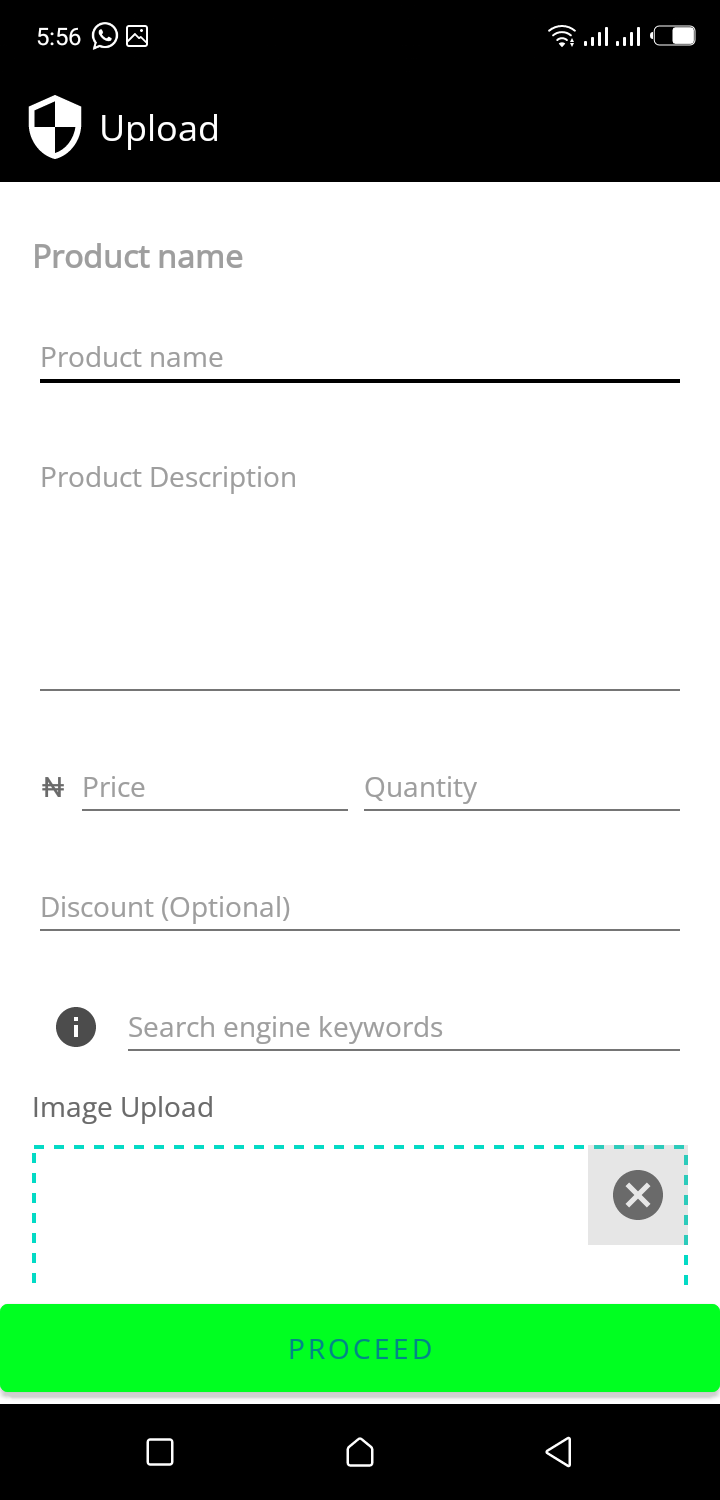 5:56
Upload
Product name
Product name
Product Description
₦ Price Quantity
Discount (Optional)
Search engine keywords
Image Upload
PROCEED